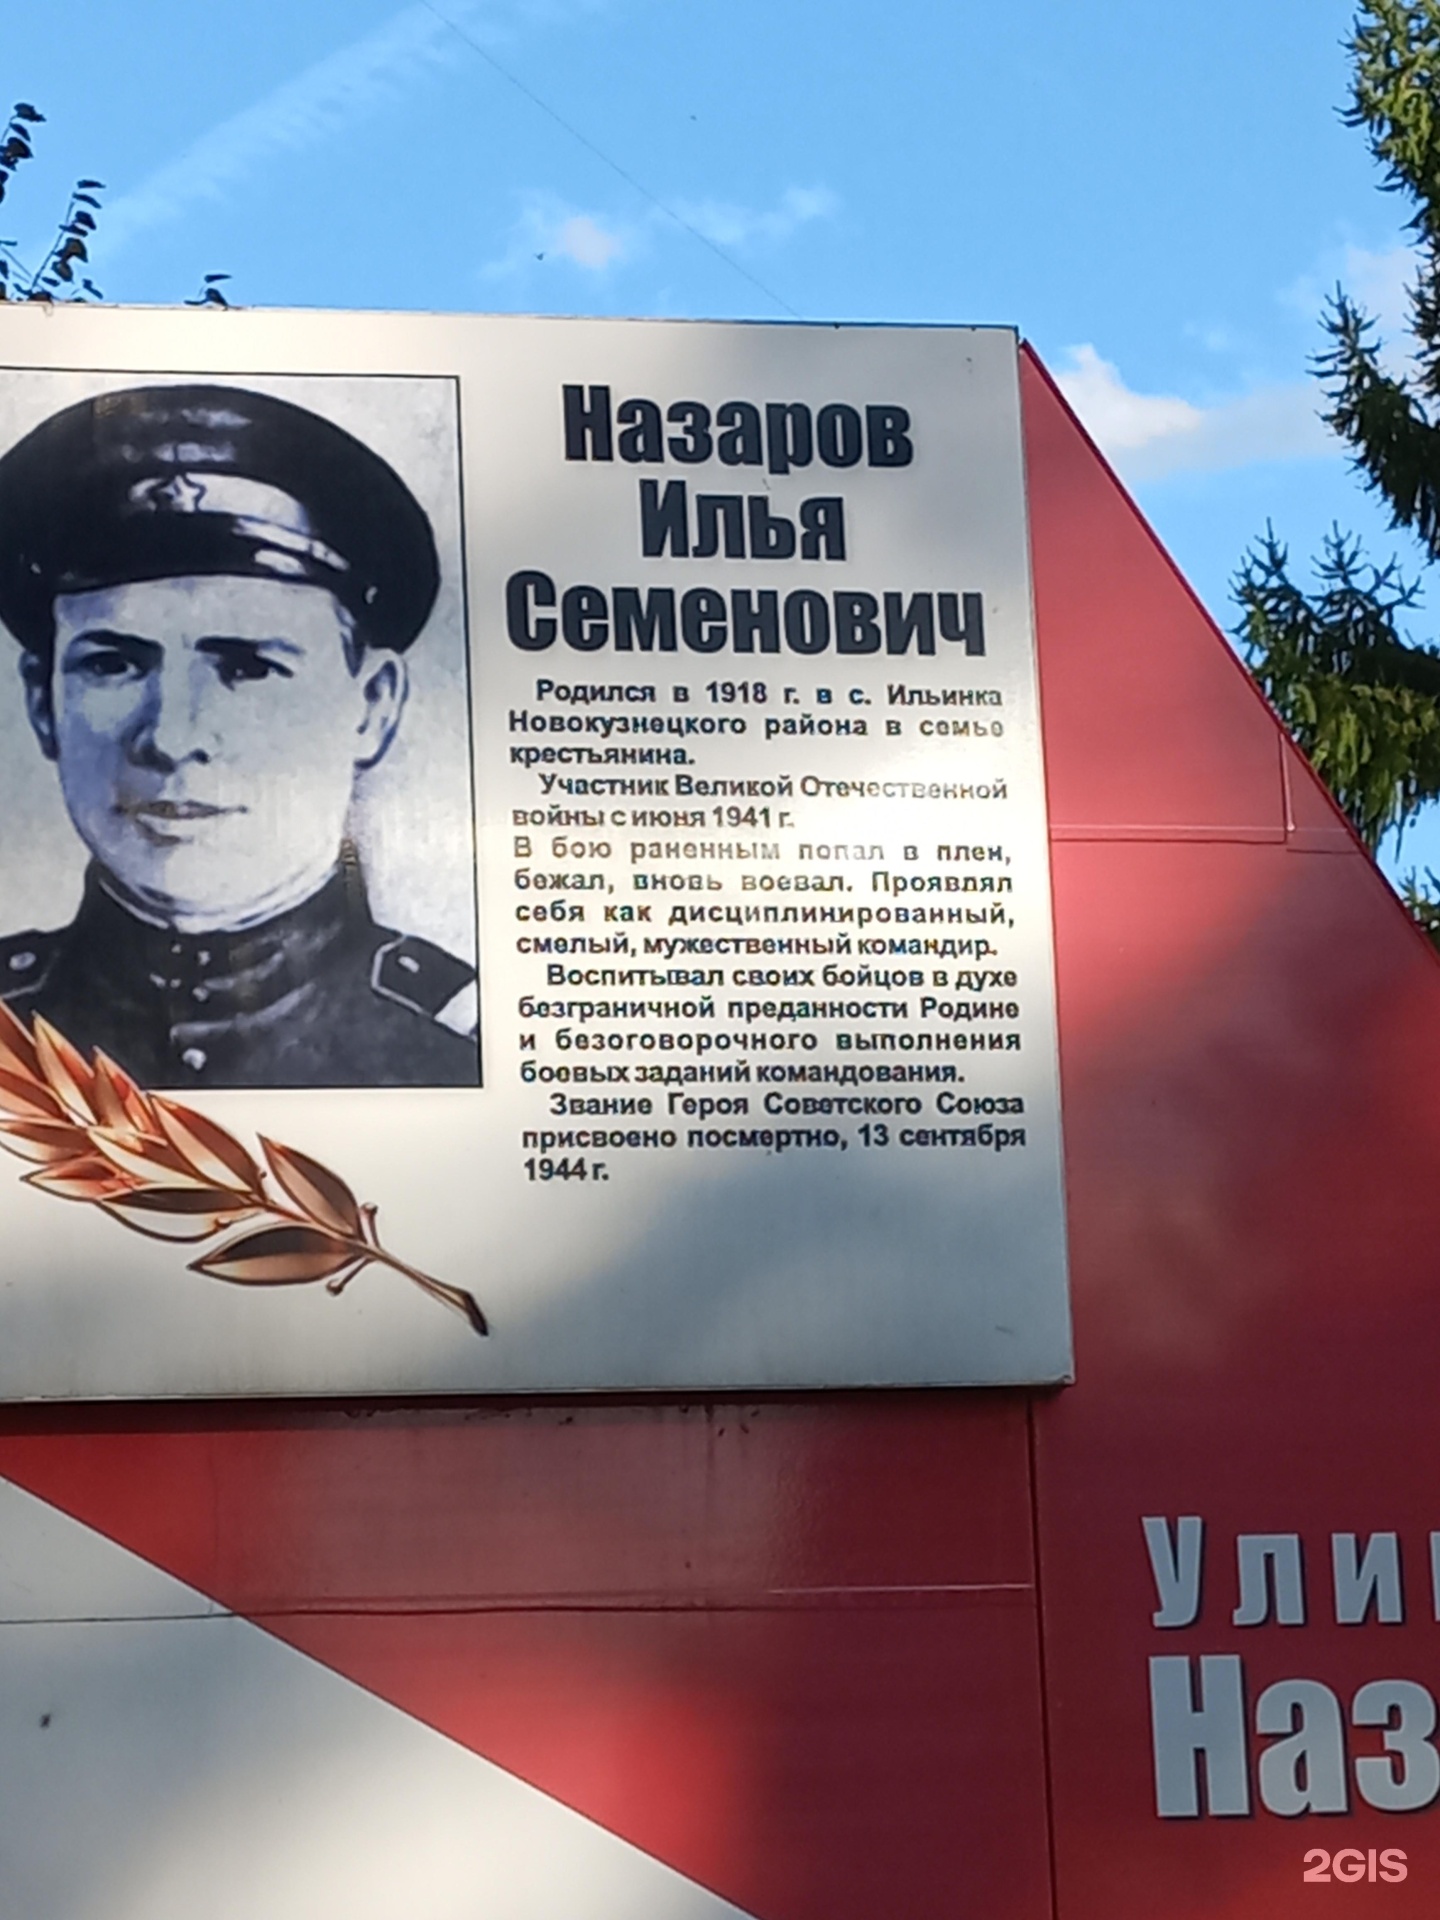 Назаров
Илья
Семенович
Родился в 1918 г. в с. Ильинка
Новокузнецкого района в семье
крестьянина.
Участник Великой Отечественной
войны с июня 1941 г.
В бою раненным попал в плен,
бежал, вновь воевал. Проявлял
себя как дисциплинированный,
смелый, мужественный командир.
Воспитывал своих бойцов в духе
безграничной преданности Родине
и безоговорочного выполнения
боевых заданий командования.
Звание Героя Советского Союза
присвоено посмертно, 13 сентября
1944 г.
Ули
Наз
2GIS